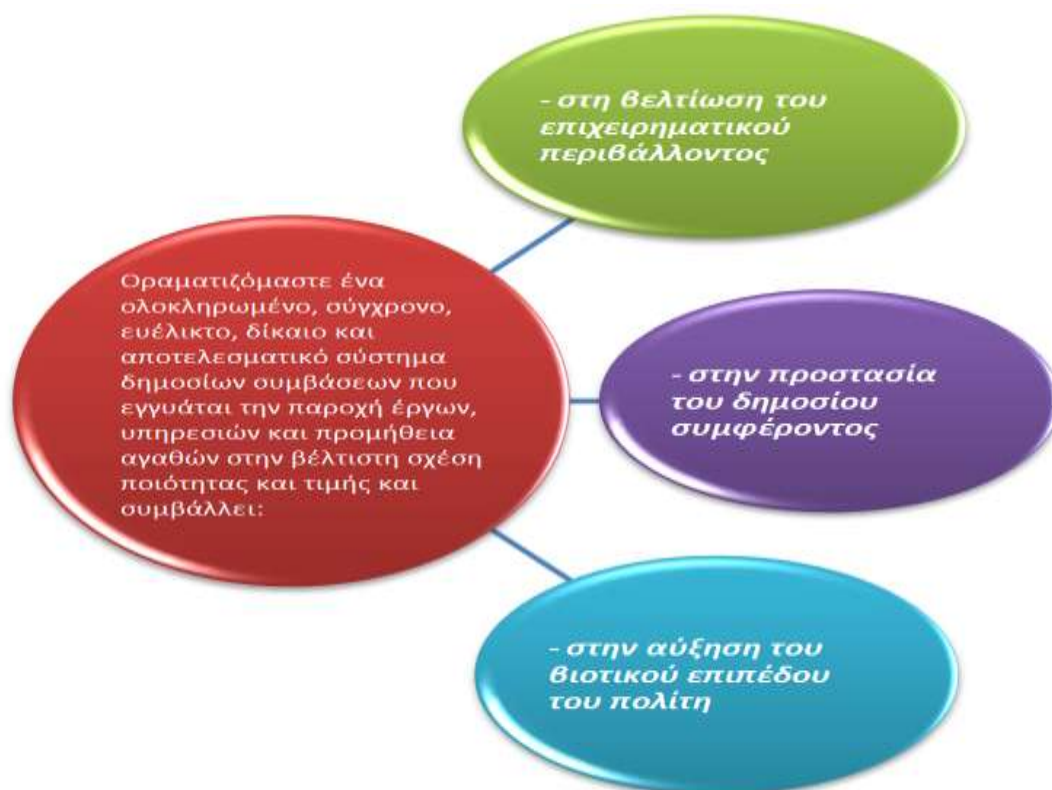 Οραματιζόμαστε ένα
ολοκληρωμένο, σύγχρονο,
ευέλικτο, δίκαιο και
αποτελεσματικό σύστημα
δημοσίων συμβάσεων που
εγγυάται την παροχή έργων,
υπηρεσιών και προμήθεια
αγαθών στην βέλτιστη σχέση
ποιότητας και τιμής και
συμβάλλει:
- στη βελτίωση του
επιχειρηματικού
περιβάλλοντος
- στην προστασία
του δημοσίου
συμφέροντος
- στην αύξηση του
βιοτικού επιπέδου
του πολίτη